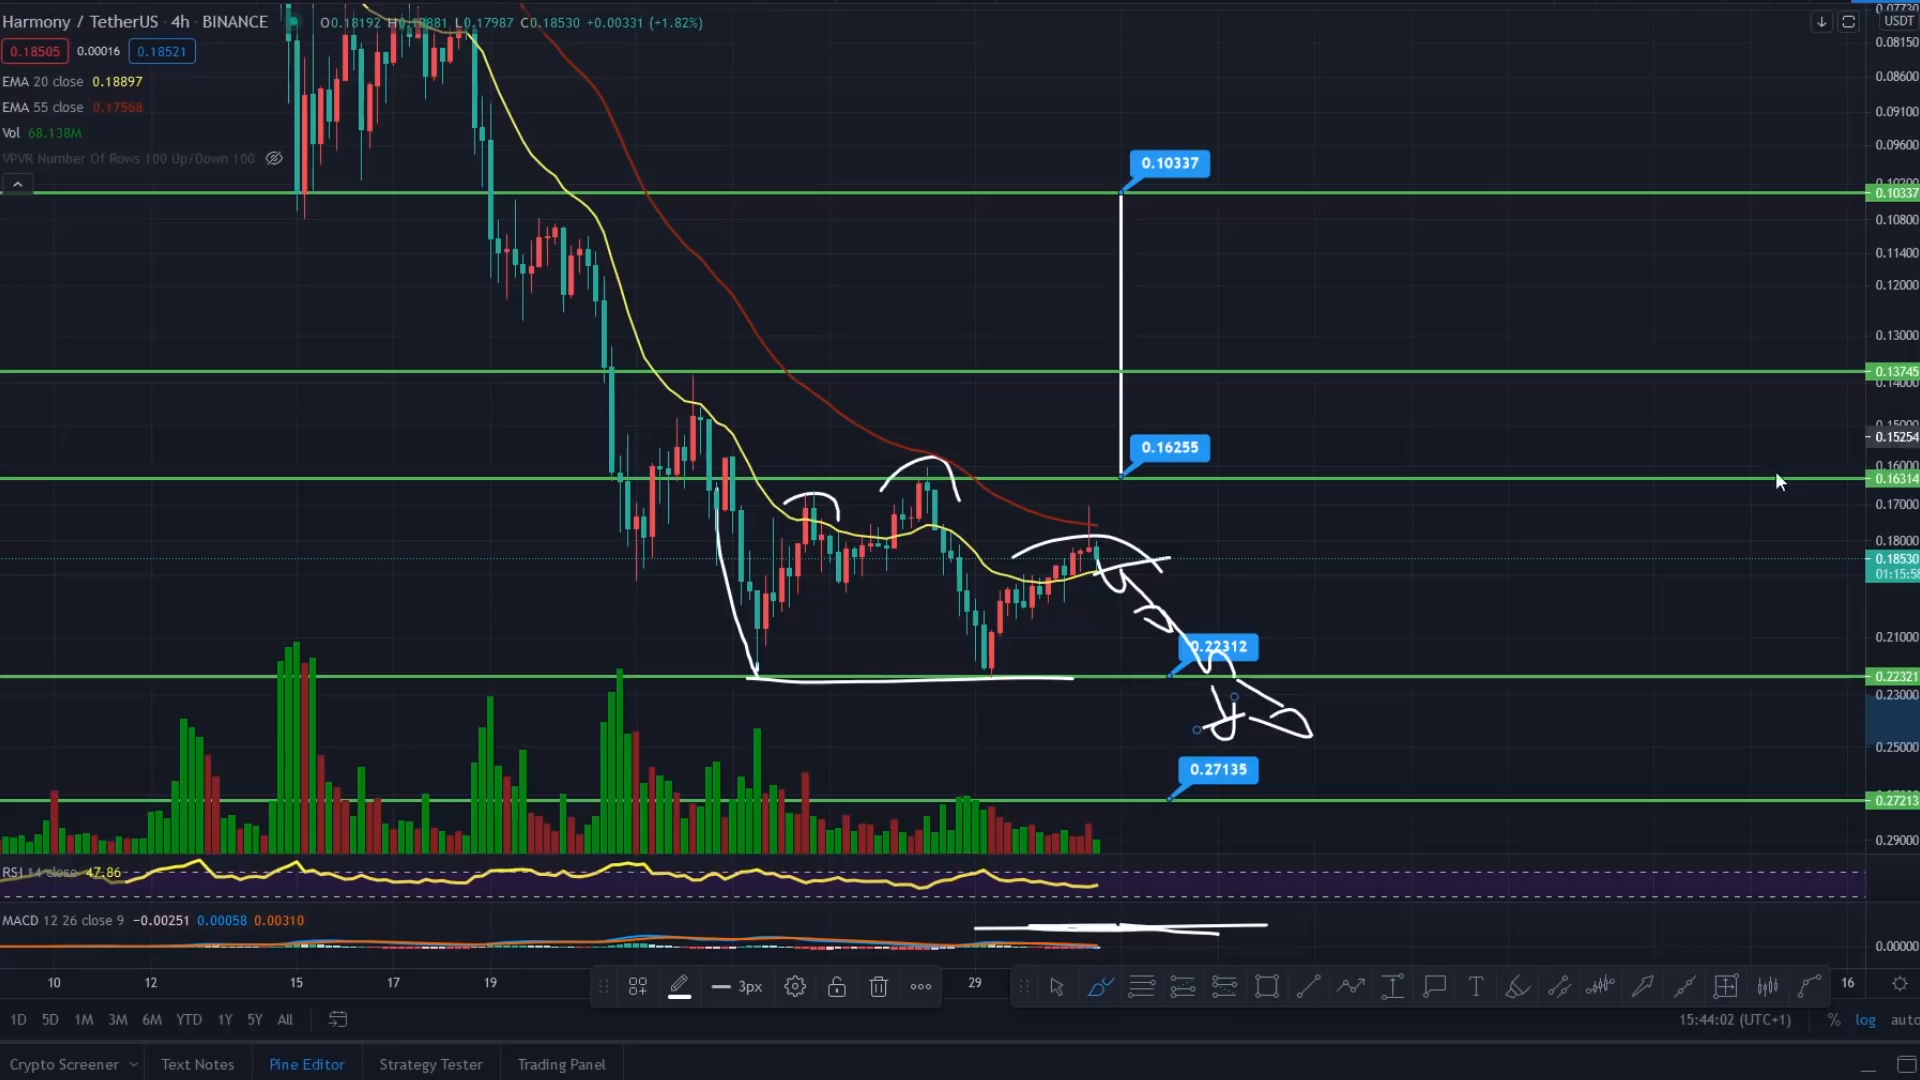 Harmony / TetherUS · 4h · BINANCE
O0.18192 H0.18881 L0.17987 C0.18530 +0.00331 (+1.82%)
USDT
0.18505 0.00016 0.18521
EMA 20 close 0.18897
EMA 55 close 0.17568
Vol 68.138M
VPVR Number Of Rows 100 Up/Down 100
0.08150
0.08600
0.09100
0.09600
0.10337
0.10337
0.10800
0.11400
0.12000
0.13000
0.13745
0.14000
0.15254
0.16255
0.16000
0.16314
0.17000
0.18000
0.18530
01:15:58
0.21000
0.22312
0.22321
0.23000
0.25000
0.27135
0.27213
0.29000
RSI 14 close 47.86
MACD 12 26 close 9 −0.00251 0.00058 0.00310
0.00000
10 12 15 17 19 29 16
3px
1D 5D 1M 3M 6M YTD 1Y 5Y All
15:44:02 (UTC+1) % log auto
Crypto Screener Text Notes Pine Editor Strategy Tester Trading Panel